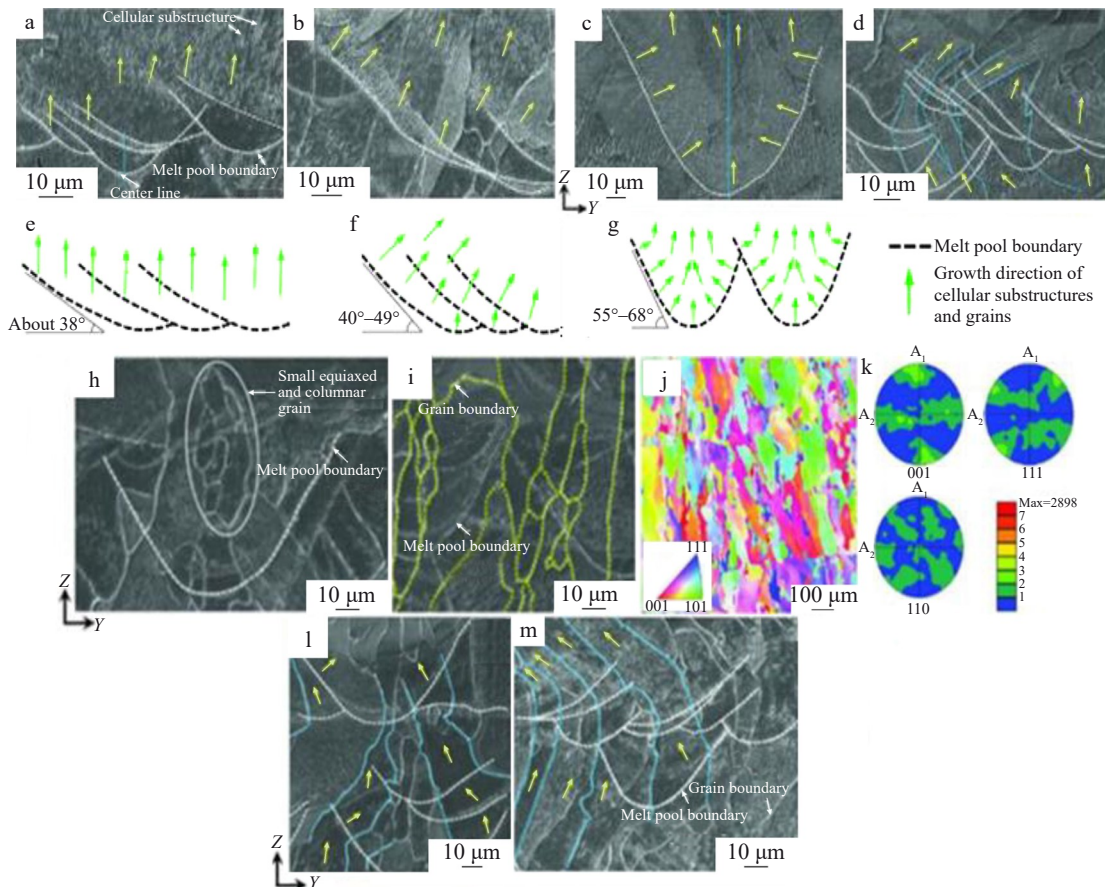 a
Cellular substructure
Melt pool boundary
10 μm
Center line
b
10 μm
c
10 μm
Z
Y
d
10 μm
e
About 38°
f
40°–49°
g
55°–68°
Melt pool boundary
Growth direction of
cellular substructures
and grains
h
Small equiaxed
and columnar
grain
Melt pool boundary
10 μm
Z
Y
i
Grain boundary
Melt pool boundary
10 μm
j
111
001
101
100 μm
k
A1
A2
001
A1
A2
111
A1
A2
110
Max=2898
7
6
5
4
3
2
1
l
10 μm
Z
Y
m
Grain boundary
Melt pool boundary
10 μm